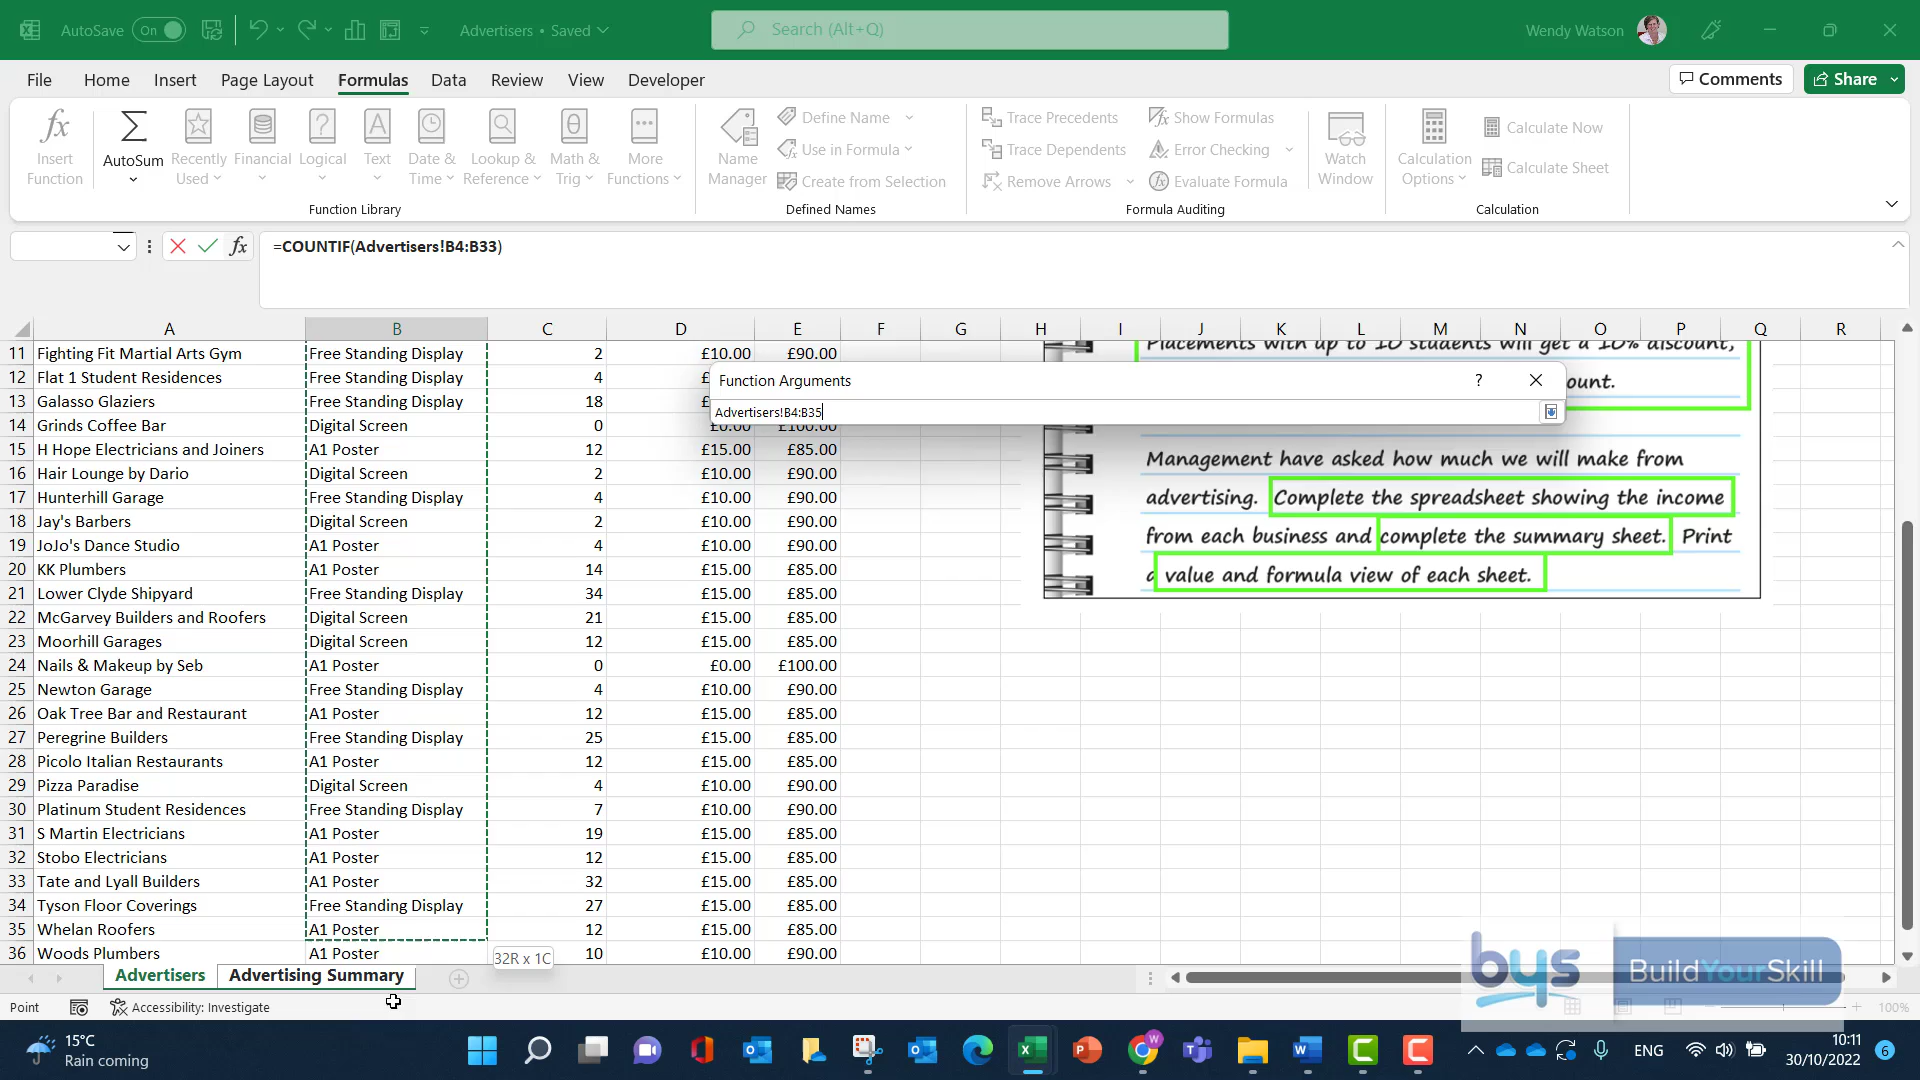 AutoSave On Advertisers • Saved Search (Alt+Q) Wendy Watson
File Home Insert Page Layout Formulas Data Review View Developer Comments Share
Insert Function AutoSum Recently Used Financial Logical Text Date & Time Lookup & Reference Math & Trig More Functions
Function Library
Name Manager Define Name Use in Formula Create from Selection
Defined Names
Trace Precedents Trace Dependents Remove Arrows Show Formulas Error Checking Evaluate Formula Watch Window
Formula Auditing
Calculation Options Calculate Now Calculate Sheet
Calculation
fx =COUNTIF(Advertisers!B4:B33)
A B C D E F G H I J K L M N O P Q R
11 Fighting Fit Martial Arts Gym Free Standing Display 2 £10.00 £90.00
12 Flat 1 Student Residences Free Standing Display 4
13 Galasso Glaziers Free Standing Display 18
14 Grinds Coffee Bar Digital Screen 0 £0.00 £100.00
15 H Hope Electricians and Joiners A1 Poster 12 £15.00 £85.00
16 Hair Lounge by Dario Digital Screen 2 £10.00 £90.00
17 Hunterhill Garage Free Standing Display 4 £10.00 £90.00
18 Jay's Barbers Digital Screen 2 £10.00 £90.00
19 JoJo's Dance Studio A1 Poster 4 £10.00 £90.00
20 KK Plumbers A1 Poster 14 £15.00 £85.00
21 Lower Clyde Shipyard Free Standing Display 34 £15.00 £85.00
22 McGarvey Builders and Roofers Digital Screen 21 £15.00 £85.00
23 Moorhill Garages Digital Screen 12 £15.00 £85.00
24 Nails & Makeup by Seb A1 Poster 0 £0.00 £100.00
25 Newton Garage Free Standing Display 4 £10.00 £90.00
26 Oak Tree Bar and Restaurant A1 Poster 12 £15.00 £85.00
27 Peregrine Builders Free Standing Display 25 £15.00 £85.00
28 Picolo Italian Restaurants A1 Poster 12 £15.00 £85.00
29 Pizza Paradise Digital Screen 4 £10.00 £90.00
30 Platinum Student Residences Free Standing Display 7 £10.00 £90.00
31 S Martin Electricians A1 Poster 19 £15.00 £85.00
32 Stobo Electricians A1 Poster 12 £15.00 £85.00
33 Tate and Lyall Builders A1 Poster 32 £15.00 £85.00
34 Tyson Floor Coverings Free Standing Display 27 £15.00 £85.00
35 Whelan Roofers A1 Poster 12 £15.00 £85.00
36 Woods Plumbers A1 Poster 10 £10.00 £90.00
32R x 1C
Placements with up to 10 students will get a 10% discount,
ount.
Function Arguments ?
Advertisers!B4:B35
Management have asked how much we will make from
advertising. Complete the spreadsheet showing the income
from each business and complete the summary sheet. Print
a value and formula view of each sheet.
Advertisers Advertising Summary
bys BuildYourSkill
Point Accessibility: Investigate 100%
15°C
Rain coming
W
ENG
10:11
30/10/2022
6